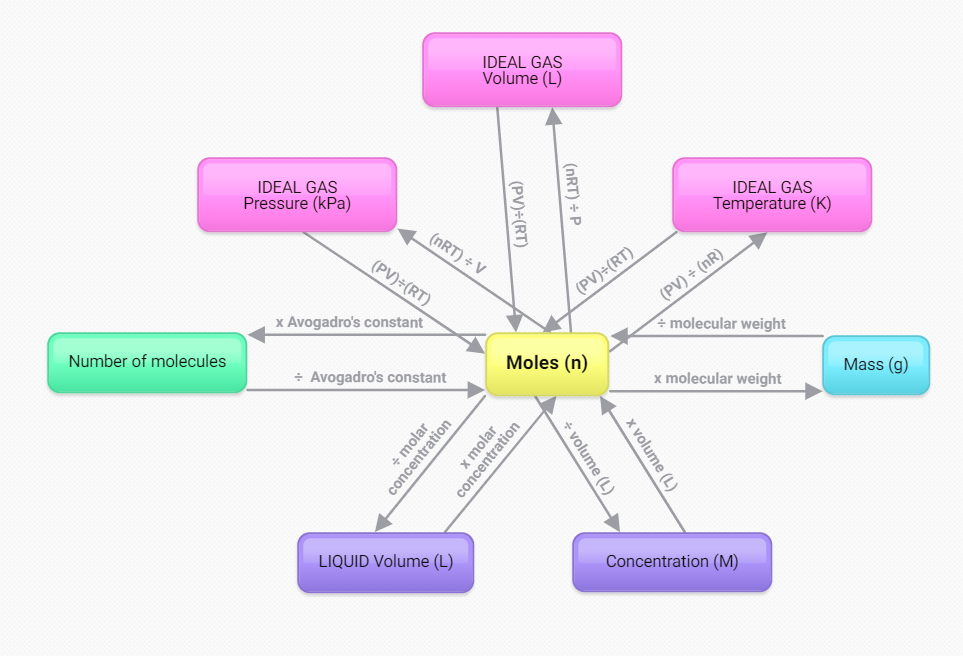 IDEAL GAS
Volume (L)
IDEAL GAS
Pressure (kPa)
IDEAL GAS
Temperature (K)
(PV)÷(RT)
(nRT) ÷ P
(PV)÷(RT)
(nRT) ÷ V
(PV)÷(RT)
(PV) ÷ (nR)
x Avogadro's constant
÷ molecular weight
Number of molecules
Moles (n)
Mass (g)
÷ Avogadro's constant
x molecular weight
÷ molar
concentration
x molar
concentration
÷ volume (L)
x volume (L)
LIQUID Volume (L)
Concentration (M)